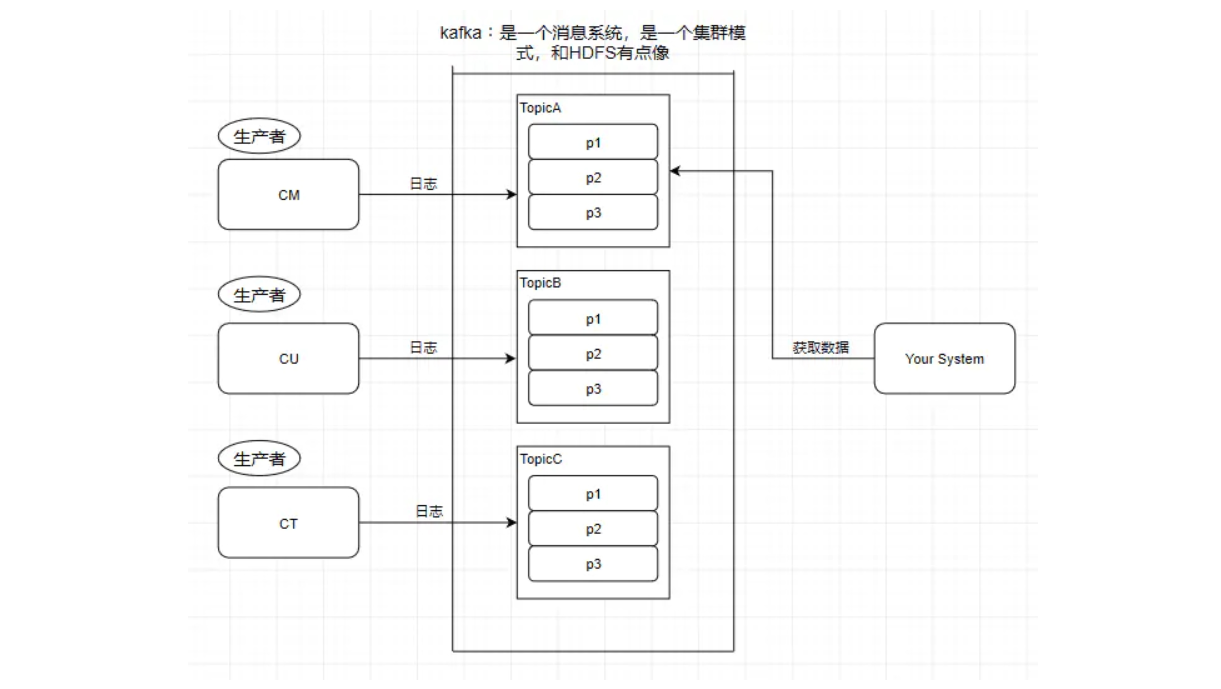 kafka：是一个消息系统，是一个集群模
式，和HDFS有点像
TopicA
p1
p2
p3
生产者
CM
日志
TopicB
p1
p2
p3
生产者
CU
日志
获取数据
Your System
TopicC
p1
p2
p3
生产者
CT
日志